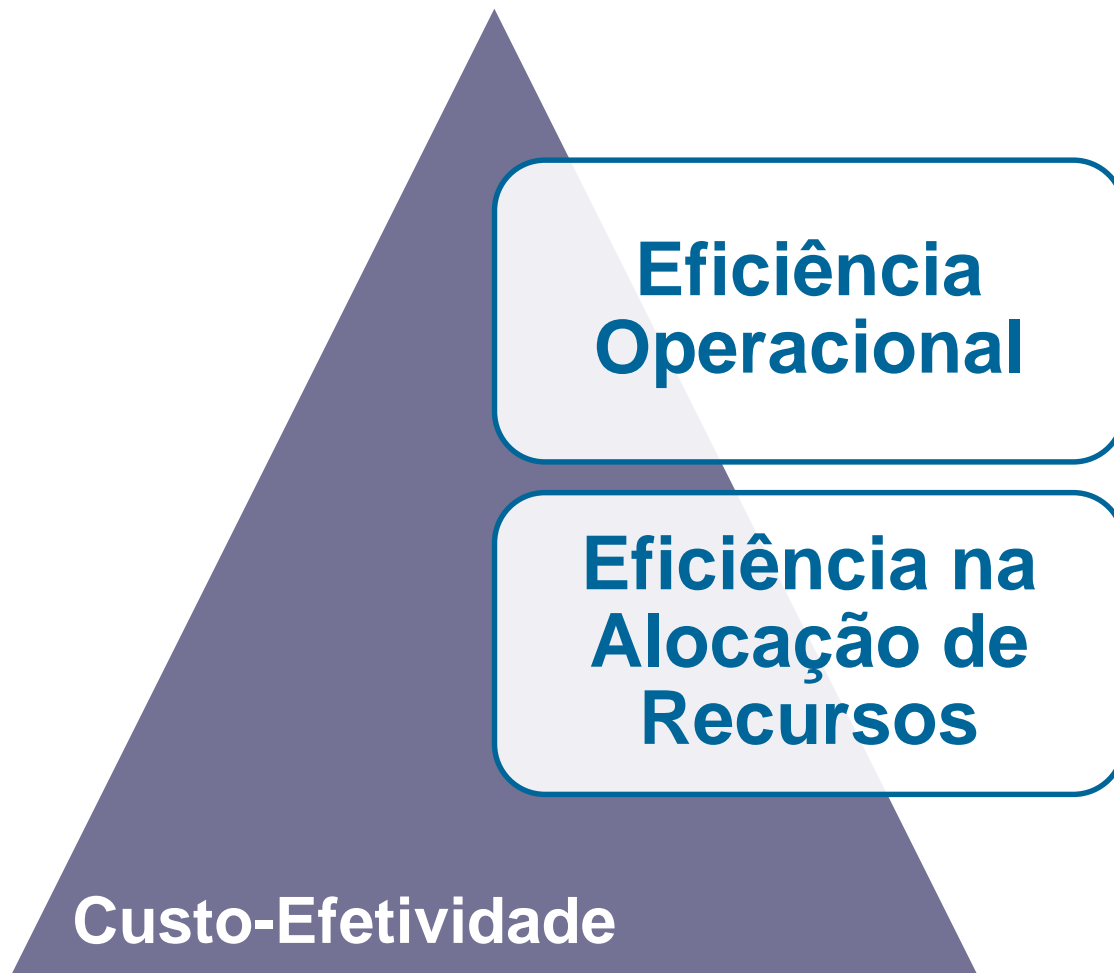 Eficiência
Operacional
Eficiência na
Alocação de
Recursos
Custo-Efetividade